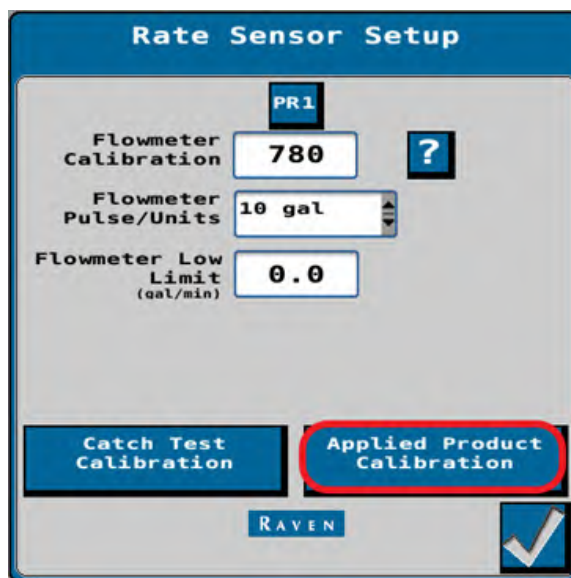 Rate Sensor Setup
PR1
Flowmeter
Calibration
780
?
Flowmeter
Pulse/Units
10 gal
Flowmeter Low
Limit
(gal/min)
0.0
Catch Test
Calibration
Applied Product
Calibration
RAVEN